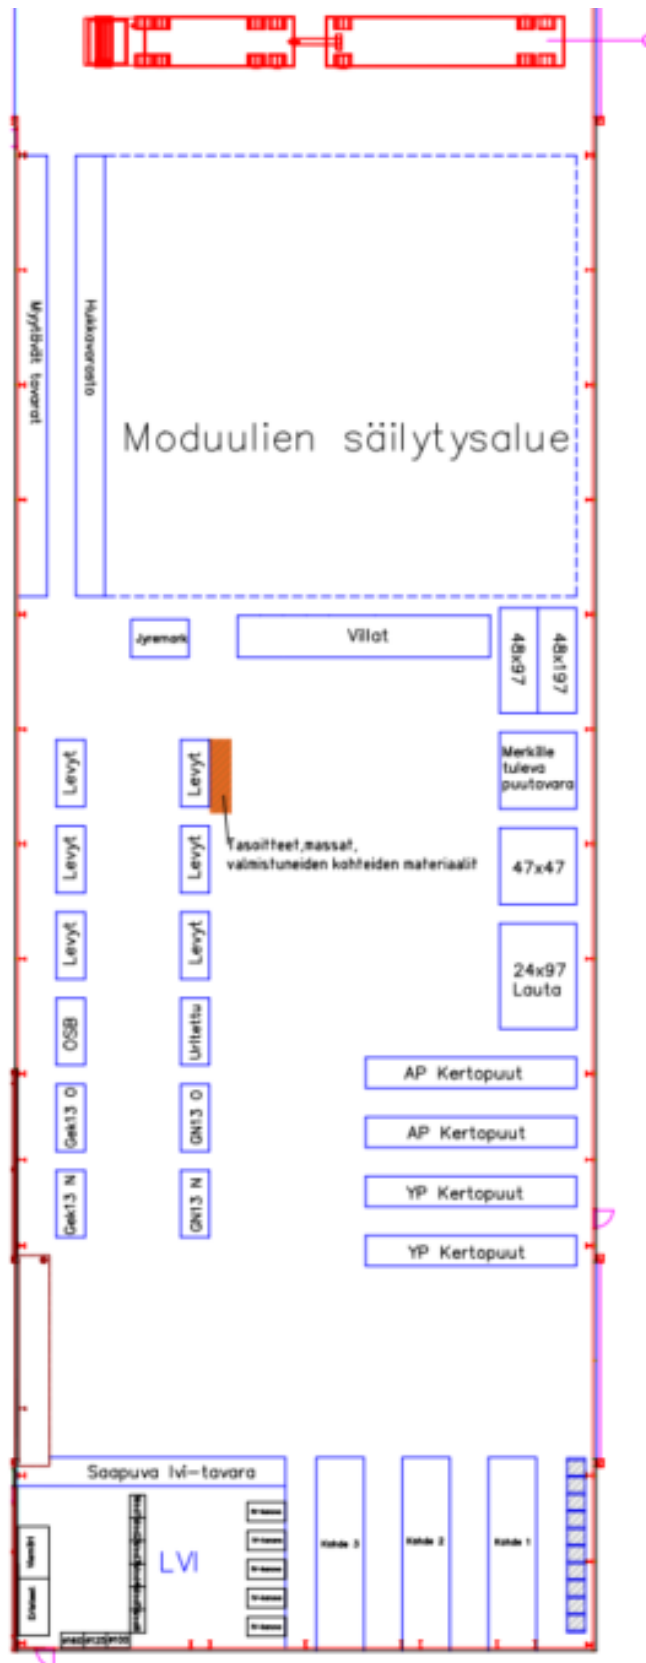 Myytävät tavarat
Hukkavarasto
Moduulien säilytysalue
Jyremark
Villat
48x97
48x197
Levyt
Levyt
Merkille
tuleva
puutavara
Tasoitteet,massat,
valmistuneiden kohteiden materiaalit
Levyt
Levyt
47x47
Levyt
Levyt
24x97
Lauta
OSB
Uritettu
AP Kertopuut
Gek13 O
GN13 O
AP Kertopuut
Gek13 N
GN13 N
YP Kertopuut
YP Kertopuut
Saapuva lvi-tavara
LVI
Kohde 3
Kohde 2
Kohde 1